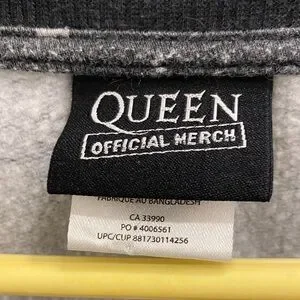 QUEEN
OFFICIAL MERCH
FABRIQUE AU BANGLADESH
CA 33990
PO # 4006561
UPC/CUP 881730114256